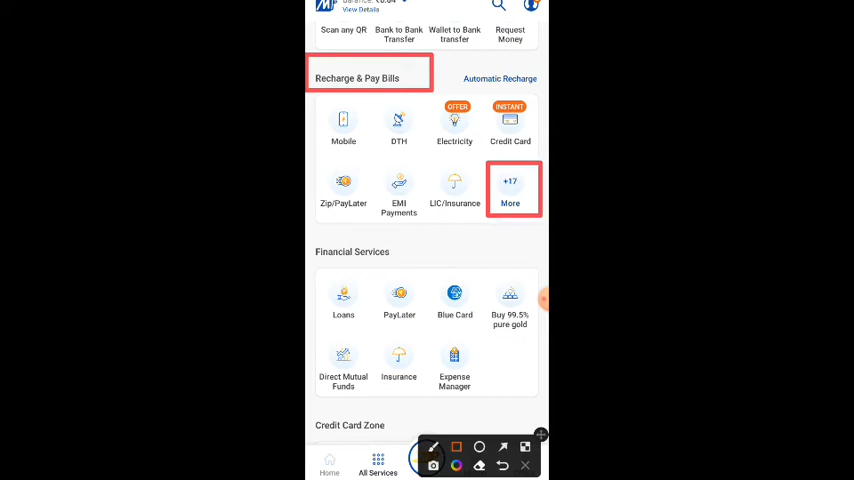 View Details
Scan any QR
Bank to Bank
Transfer
Wallet to Bank
transfer
Request
Money
Recharge & Pay Bills
Automatic Recharge
OFFER
INSTANT
Mobile
DTH
Electricity
Credit Card
+17
Zip/PayLater
EMI
Payments
LIC/Insurance
More
Financial Services
Loans
PayLater
Blue Card
Buy 99.5%
pure gold
Direct Mutual
Funds
Insurance
Expense
Manager
Credit Card Zone
Home
All Services